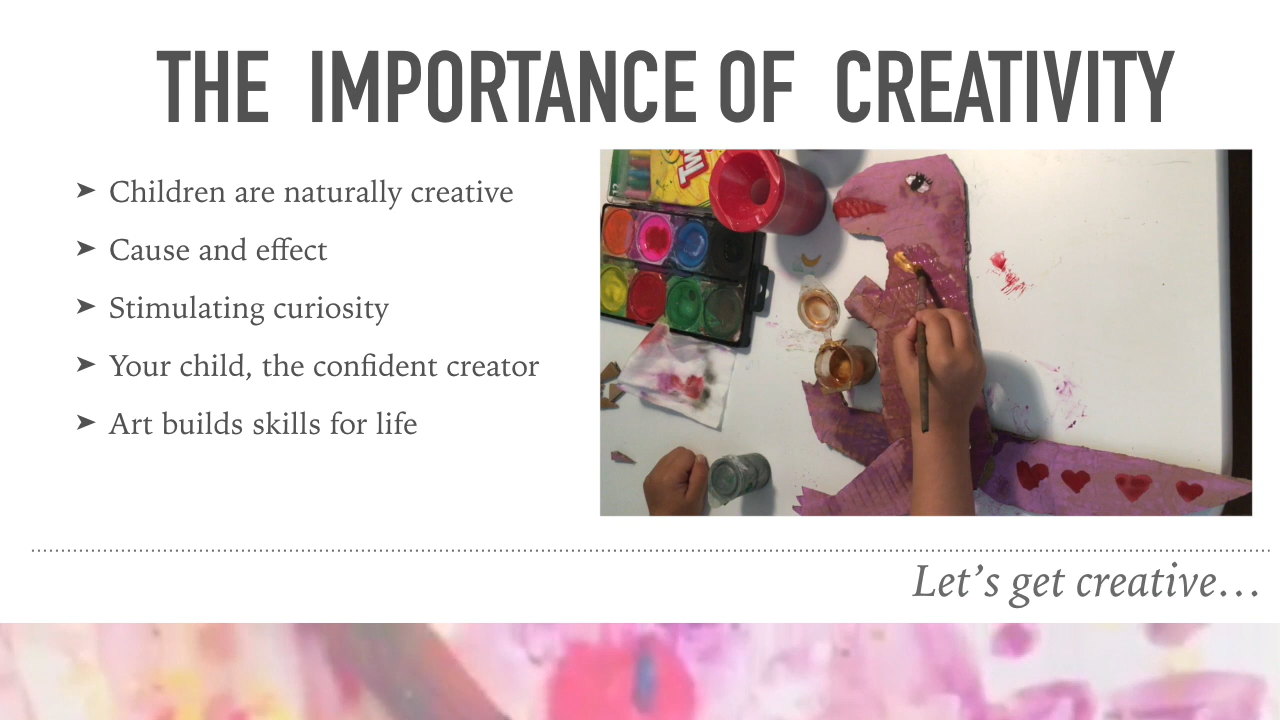 THE IMPORTANCE OF CREATIVITY
➤ Children are naturally creative
➤ Cause and effect
➤ Stimulating curiosity
➤ Your child, the confident creator
➤ Art builds skills for life
Tw
Let’s get creative…